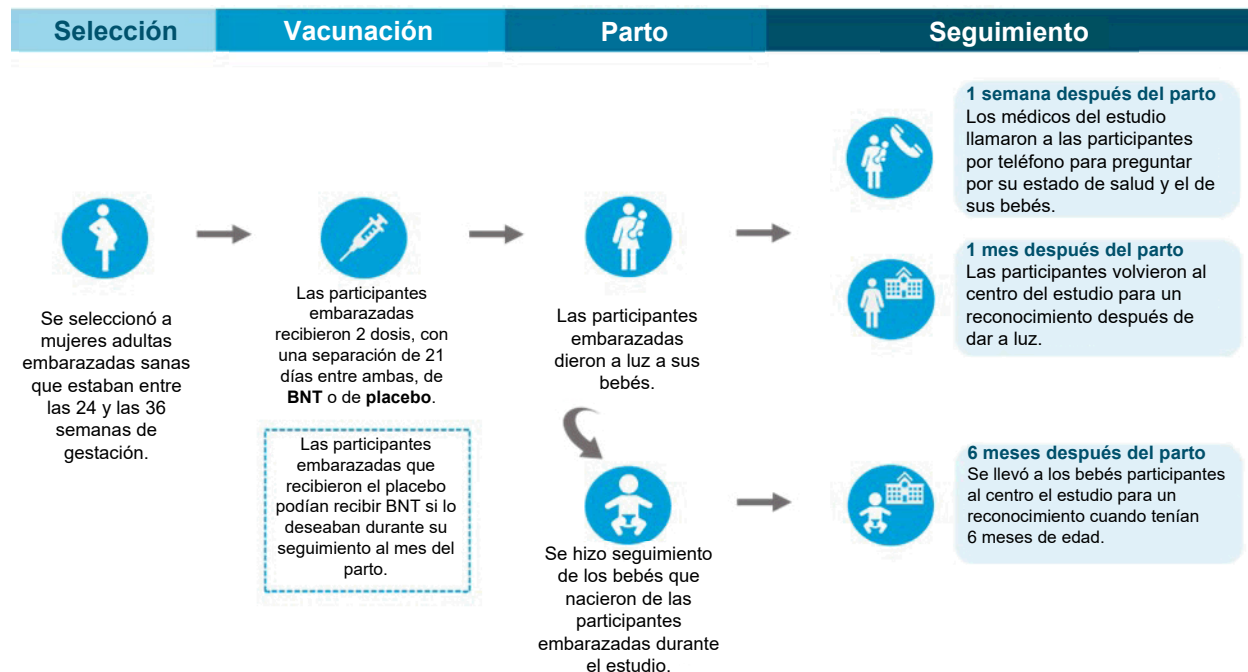 Selección
Vacunación
Parto
Seguimiento
Se seleccionó a
mujeres adultas
embarazadas sanas
que estaban entre
las 24 y las 36
semanas de
gestación.
Las participantes
embarazadas
recibieron 2 dosis, con
una separación de 21
días entre ambas, de
BNT o de placebo.
Las participantes
embarazadas que
recibieron el placebo
podían recibir BNT si lo
deseaban durante su
seguimiento al mes del
parto.
Las participantes
embarazadas
dieron a luz a sus
bebés.
Se hizo seguimiento
de los bebés que
nacieron de las
participantes
embarazadas durante
el estudio.
1 semana después del parto
Los médicos del estudio
llamaron a las participantes
por teléfono para preguntar
por su estado de salud y el de
sus bebés.
1 mes después del parto
Las participantes volvieron al
centro del estudio para un
reconocimiento después de
dar a luz.
6 meses después del parto
Se llevó a los bebés participantes
al centro el estudio para un
reconocimiento cuando tenían
6 meses de edad.